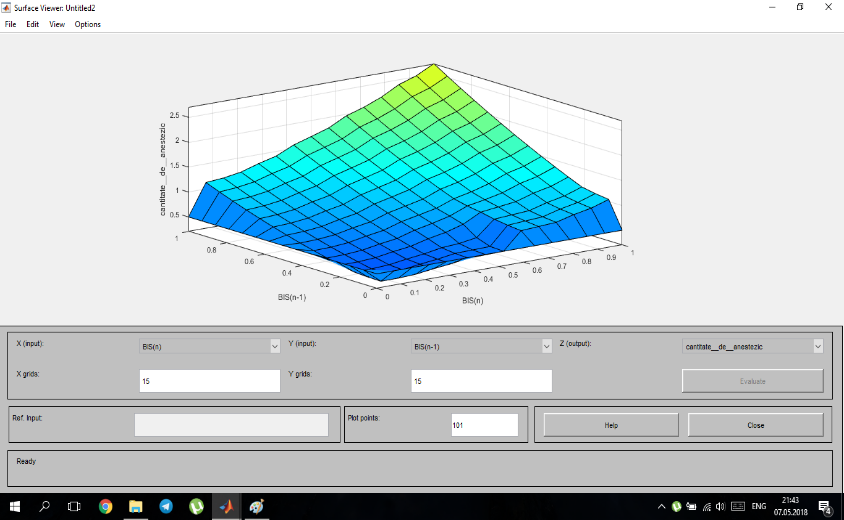 Surface Viewer: Untitled2
File Edit View Options
2.5
2
1.5
1
0.5
cantitate__de__anestezic
1
0.8
0.6
0.4
0.2
0
BIS(n-1)
0
0.1
0.2
0.3
0.4
0.5
0.6
0.7
0.8
0.9
1
BIS(n)
X (input): BIS(n) Y (input): BIS(n-1) Z (output): cantitate__de__anestezic
X grids: 15 Y grids: 15 Evaluate
Ref. Input: Plot points: 101 Help Close
Ready
ENG
21:43
07.05.2018
4